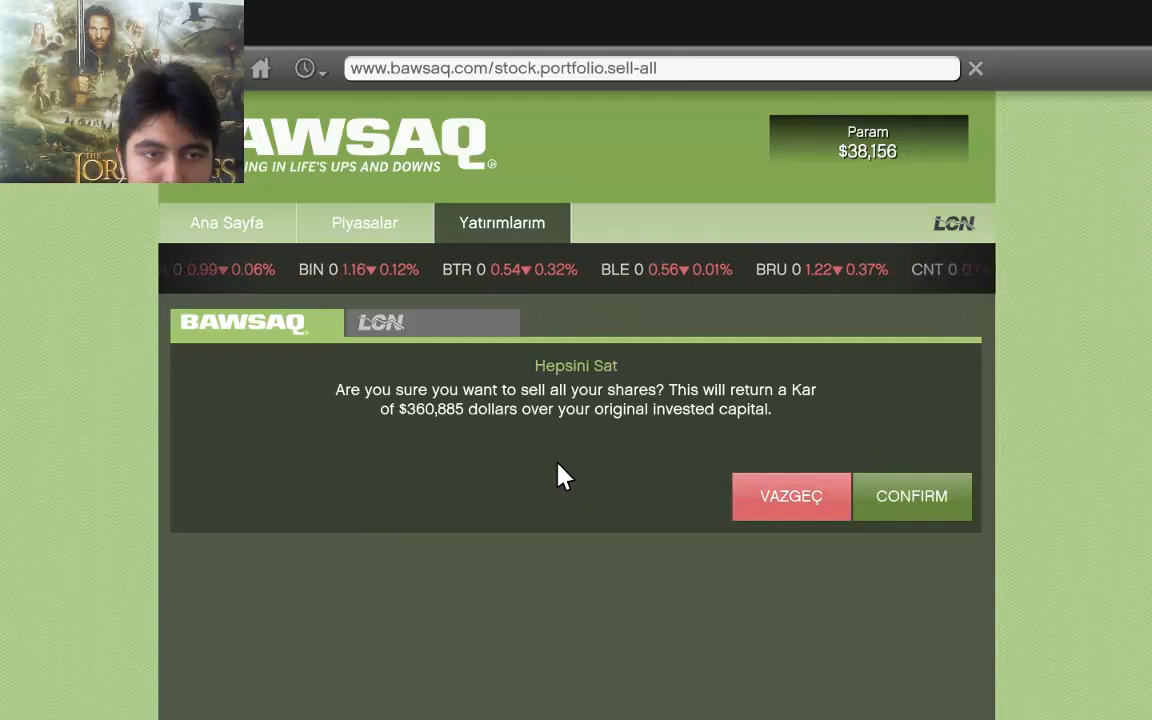 www.bawsaq.com/stock.portfolio.sell-all
AWSAQ
ING IN LIFE'S UPS AND DOWNS
Param
$38,156
THE
LORD
RINGS
Ana Sayfa
Piyasalar
Yatırımlarım
LCN
0 0.99▼0.06% BIN 0 1.16▼0.12% BTR 0 0.54▼0.32% BLE 0 0.56▼0.01% BRU 0 1.22▼0.37% CNT 0
BAWSAQ
LCN
Hepsini Sat
Are you sure you want to sell all your shares? This will return a Kar
of $360,885 dollars over your original invested capital.
VAZGEÇ
CONFIRM